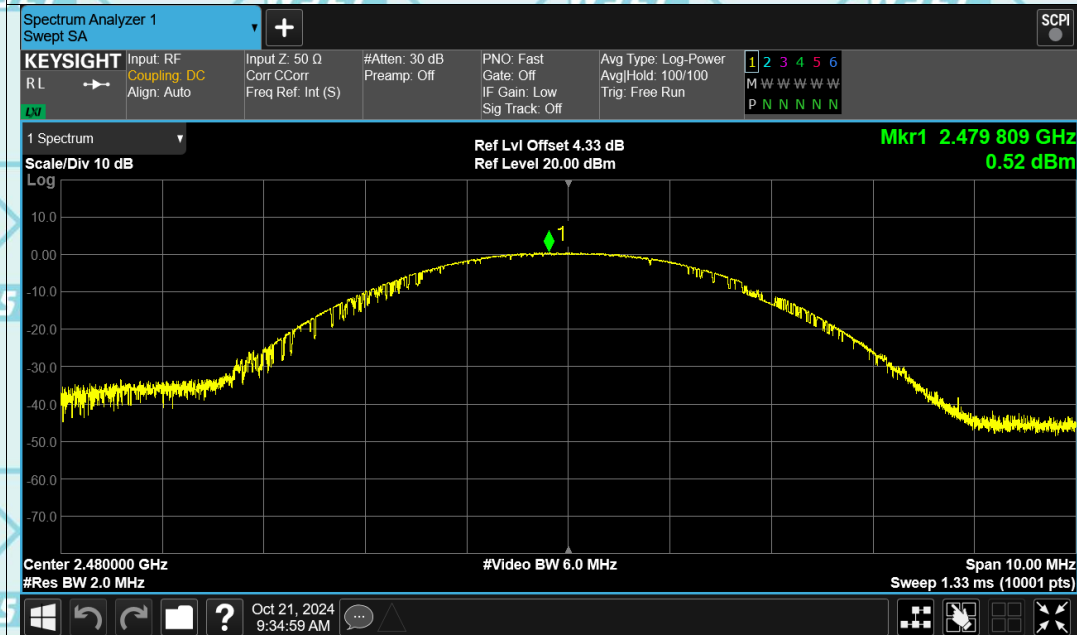 Spectrum Analyzer 1
Swept SA
+
SCPI
KEYSIGHT
R L
LXI
Input: RF
Coupling: DC
Align: Auto
Input Z: 50 Ω
Corr CCorr
Freq Ref: Int (S)
#Atten: 30 dB
Preamp: Off
PNO: Fast
Gate: Off
IF Gain: Low
Sig Track: Off
Avg Type: Log-Power
Avg|Hold: 100/100
Trig: Free Run
1 2 3 4 5 6
M W W W W W
P N N N N N
1 Spectrum
Scale/Div 10 dB
Ref Lvl Offset 4.33 dB
Ref Level 20.00 dBm
Mkr1 2.479 809 GHz
0.52 dBm
Log
10.0
0.00
-10.0
-20.0
-30.0
-40.0
-50.0
-60.0
-70.0
1
Center 2.480000 GHz
#Res BW 2.0 MHz
#Video BW 6.0 MHz
Span 10.00 MHz
Sweep 1.33 ms (10001 pts)
?
Oct 21, 2024
9:34:59 AM